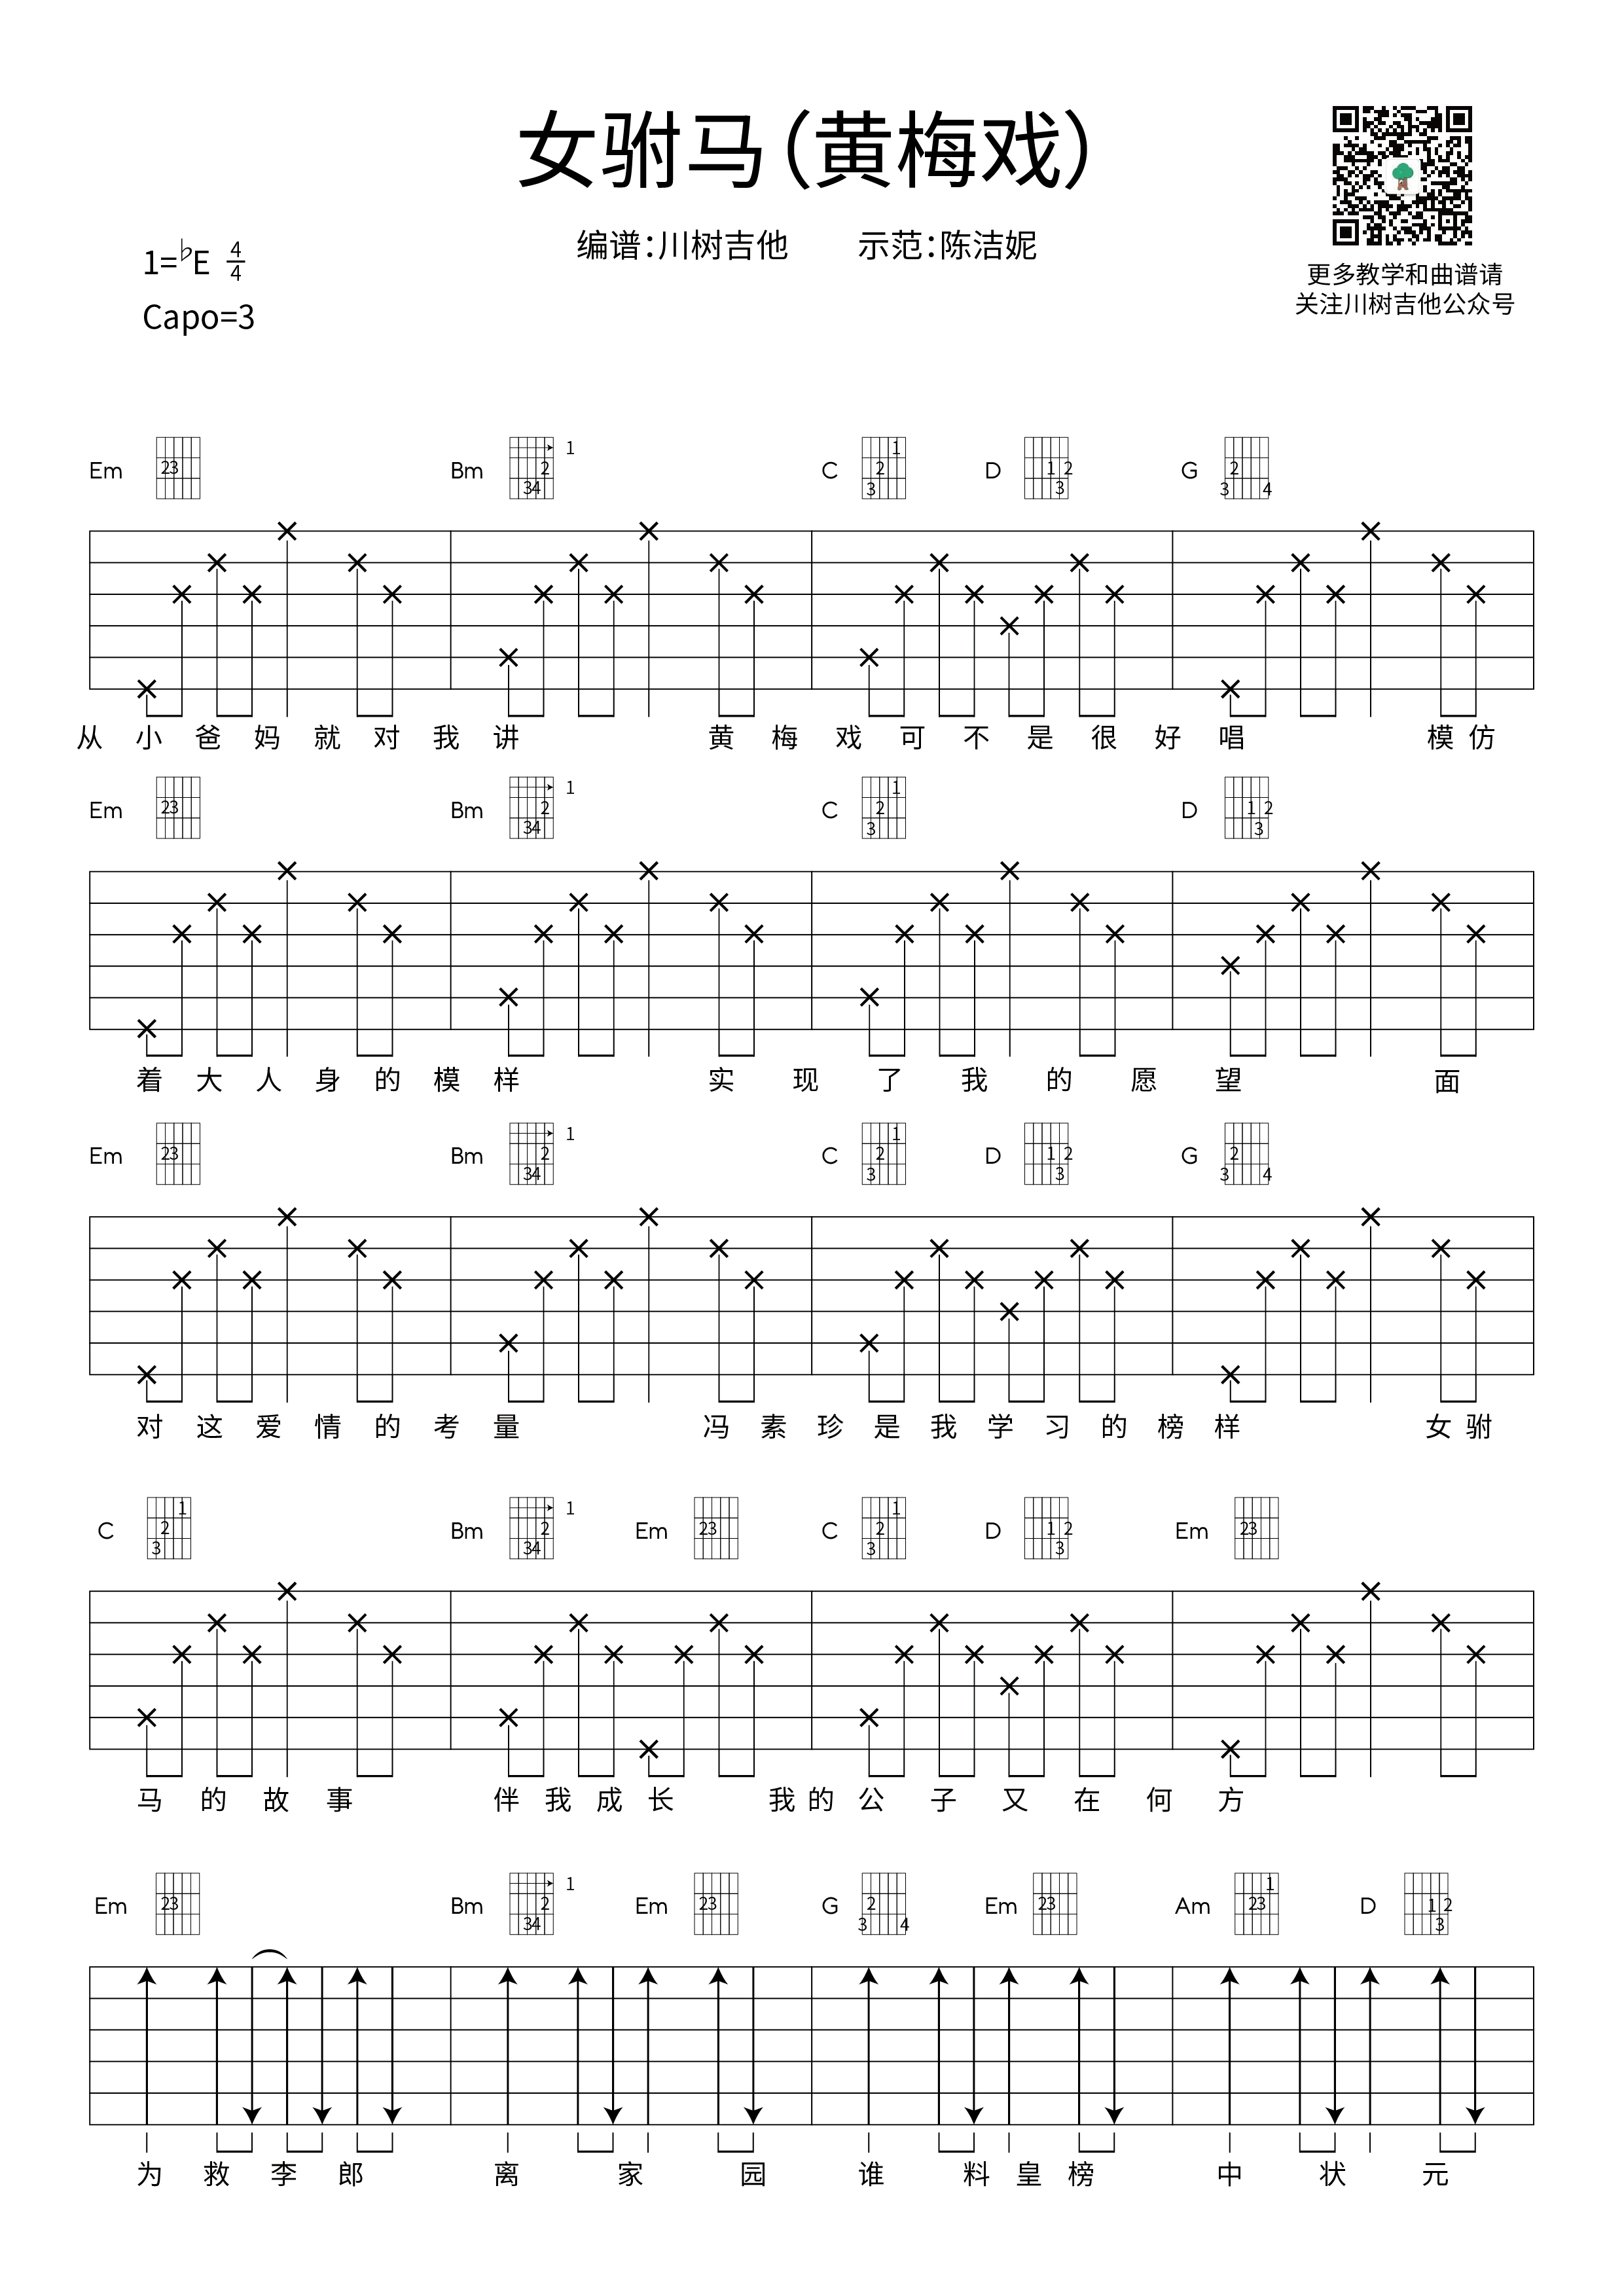 女驸马(黄梅戏)
编谱:川树吉他 示范:陈洁妮
1=♭E 4/4
Capo=3
更多教学和曲谱请
关注川树吉他公众号
Em 23 Bm 1 2 34 C 1 2 3 D 1 2 3 G 2 3 4
从小爸妈就对我讲 黄梅戏可不是很好唱 模仿
Em 23 Bm 1 2 34 C 1 2 3 D 1 2 3
着大人身的模样 实现了我的愿望 面
Em 23 Bm 1 2 34 C 1 2 3 D 1 2 3 G 2 3 4
对这爱情的考量 冯素珍是我学习的榜样 女驸
C 1 2 3 Bm 1 2 34 Em 23 C 1 2 3 D 1 2 3 Em 23
马的故事 伴我成长 我的公子又在何方
Em 23 Bm 1 2 34 Em 23 G 2 3 4 Em 23 Am 1 23 D 1 2 3
为救李郎 离家园 谁料皇榜 中状元